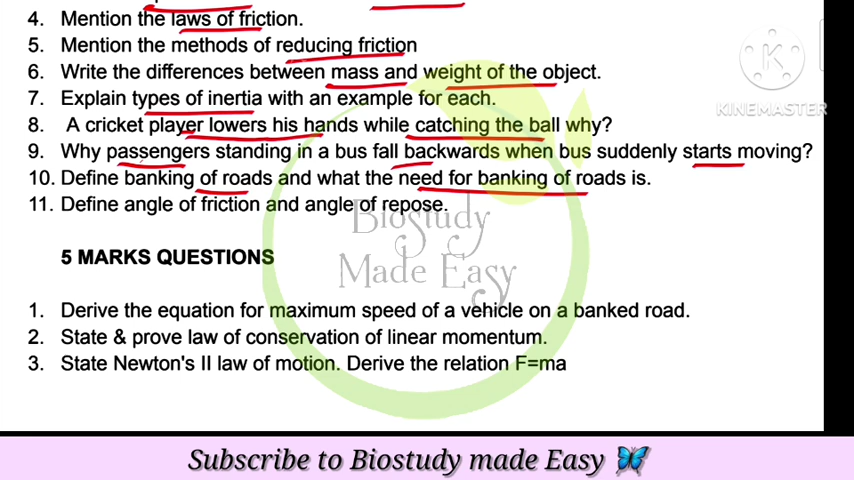 4. Mention the laws of friction.
5. Mention the methods of reducing friction
KINEMASTER
6. Write the differences between mass and weight of the object.
7. Explain types of inertia with an example for each.
8. A cricket player lowers his hands while catching the ball why?
9. Why passengers standing in a bus fall backwards when bus suddenly starts moving?
10. Define banking of roads and what the need for banking of roads is.
11. Define angle of friction and angle of repose.
Biostudy
Made Easy
5 MARKS QUESTIONS
1. Derive the equation for maximum speed of a vehicle on a banked road.
2. State & prove law of conservation of linear momentum.
3. State Newton's II law of motion. Derive the relation F=ma
Subscribe to Biostudy made Easy